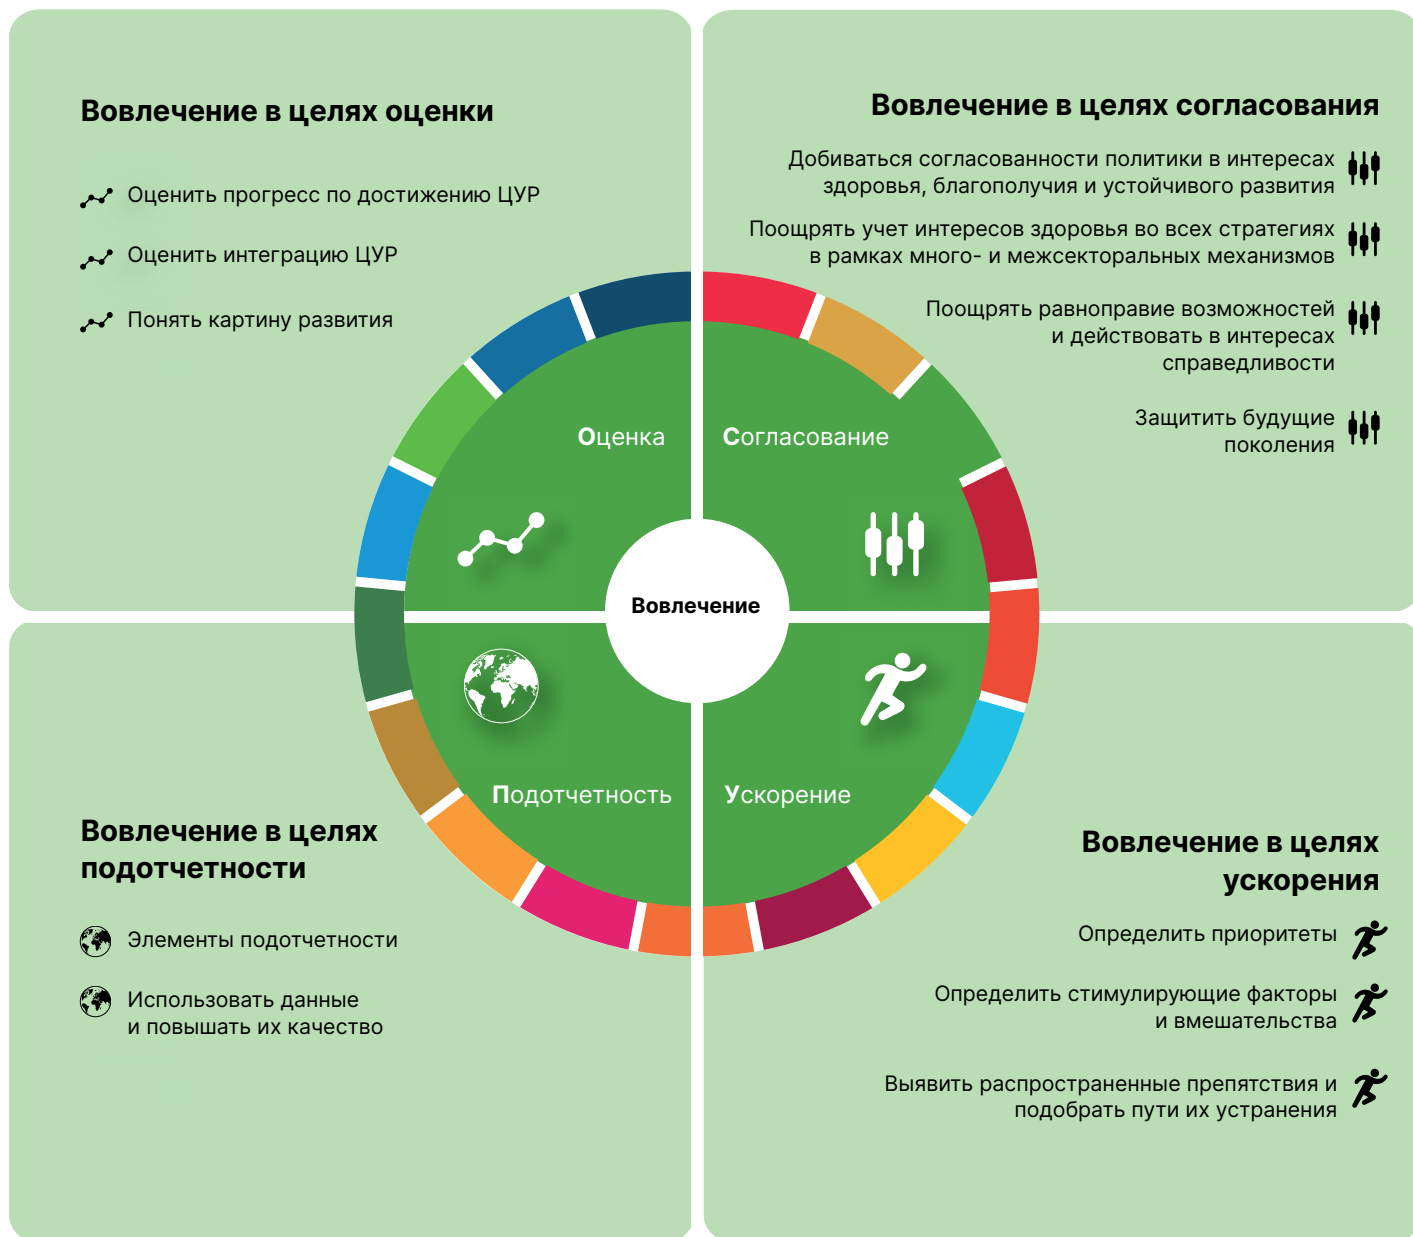 Вовлечение в целях оценки
Оценить прогресс по достижению ЦУР
Оценить интеграцию ЦУР
Понять картину развития
Вовлечение в целях согласования
Добиваться согласованности политики в интересах
здоровья, благополучия и устойчивого развития
Поощрять учет интересов здоровья во всех стратегиях
в рамках много- и межсекторальных механизмов
Поощрять равноправие возможностей
и действовать в интересах
справедливости
Защитить будущие
поколения
Оценка
Согласование
Вовлечение
Подотчетность
Ускорение
Вовлечение в целях
подотчетности
Элементы подотчетности
Использовать данные
и повышать их качество
Вовлечение в целях
ускорения
Определить приоритеты
Определить стимулирующие факторы
и вмешательства
Выявить распространенные препятствия и
подобрать пути их устранения